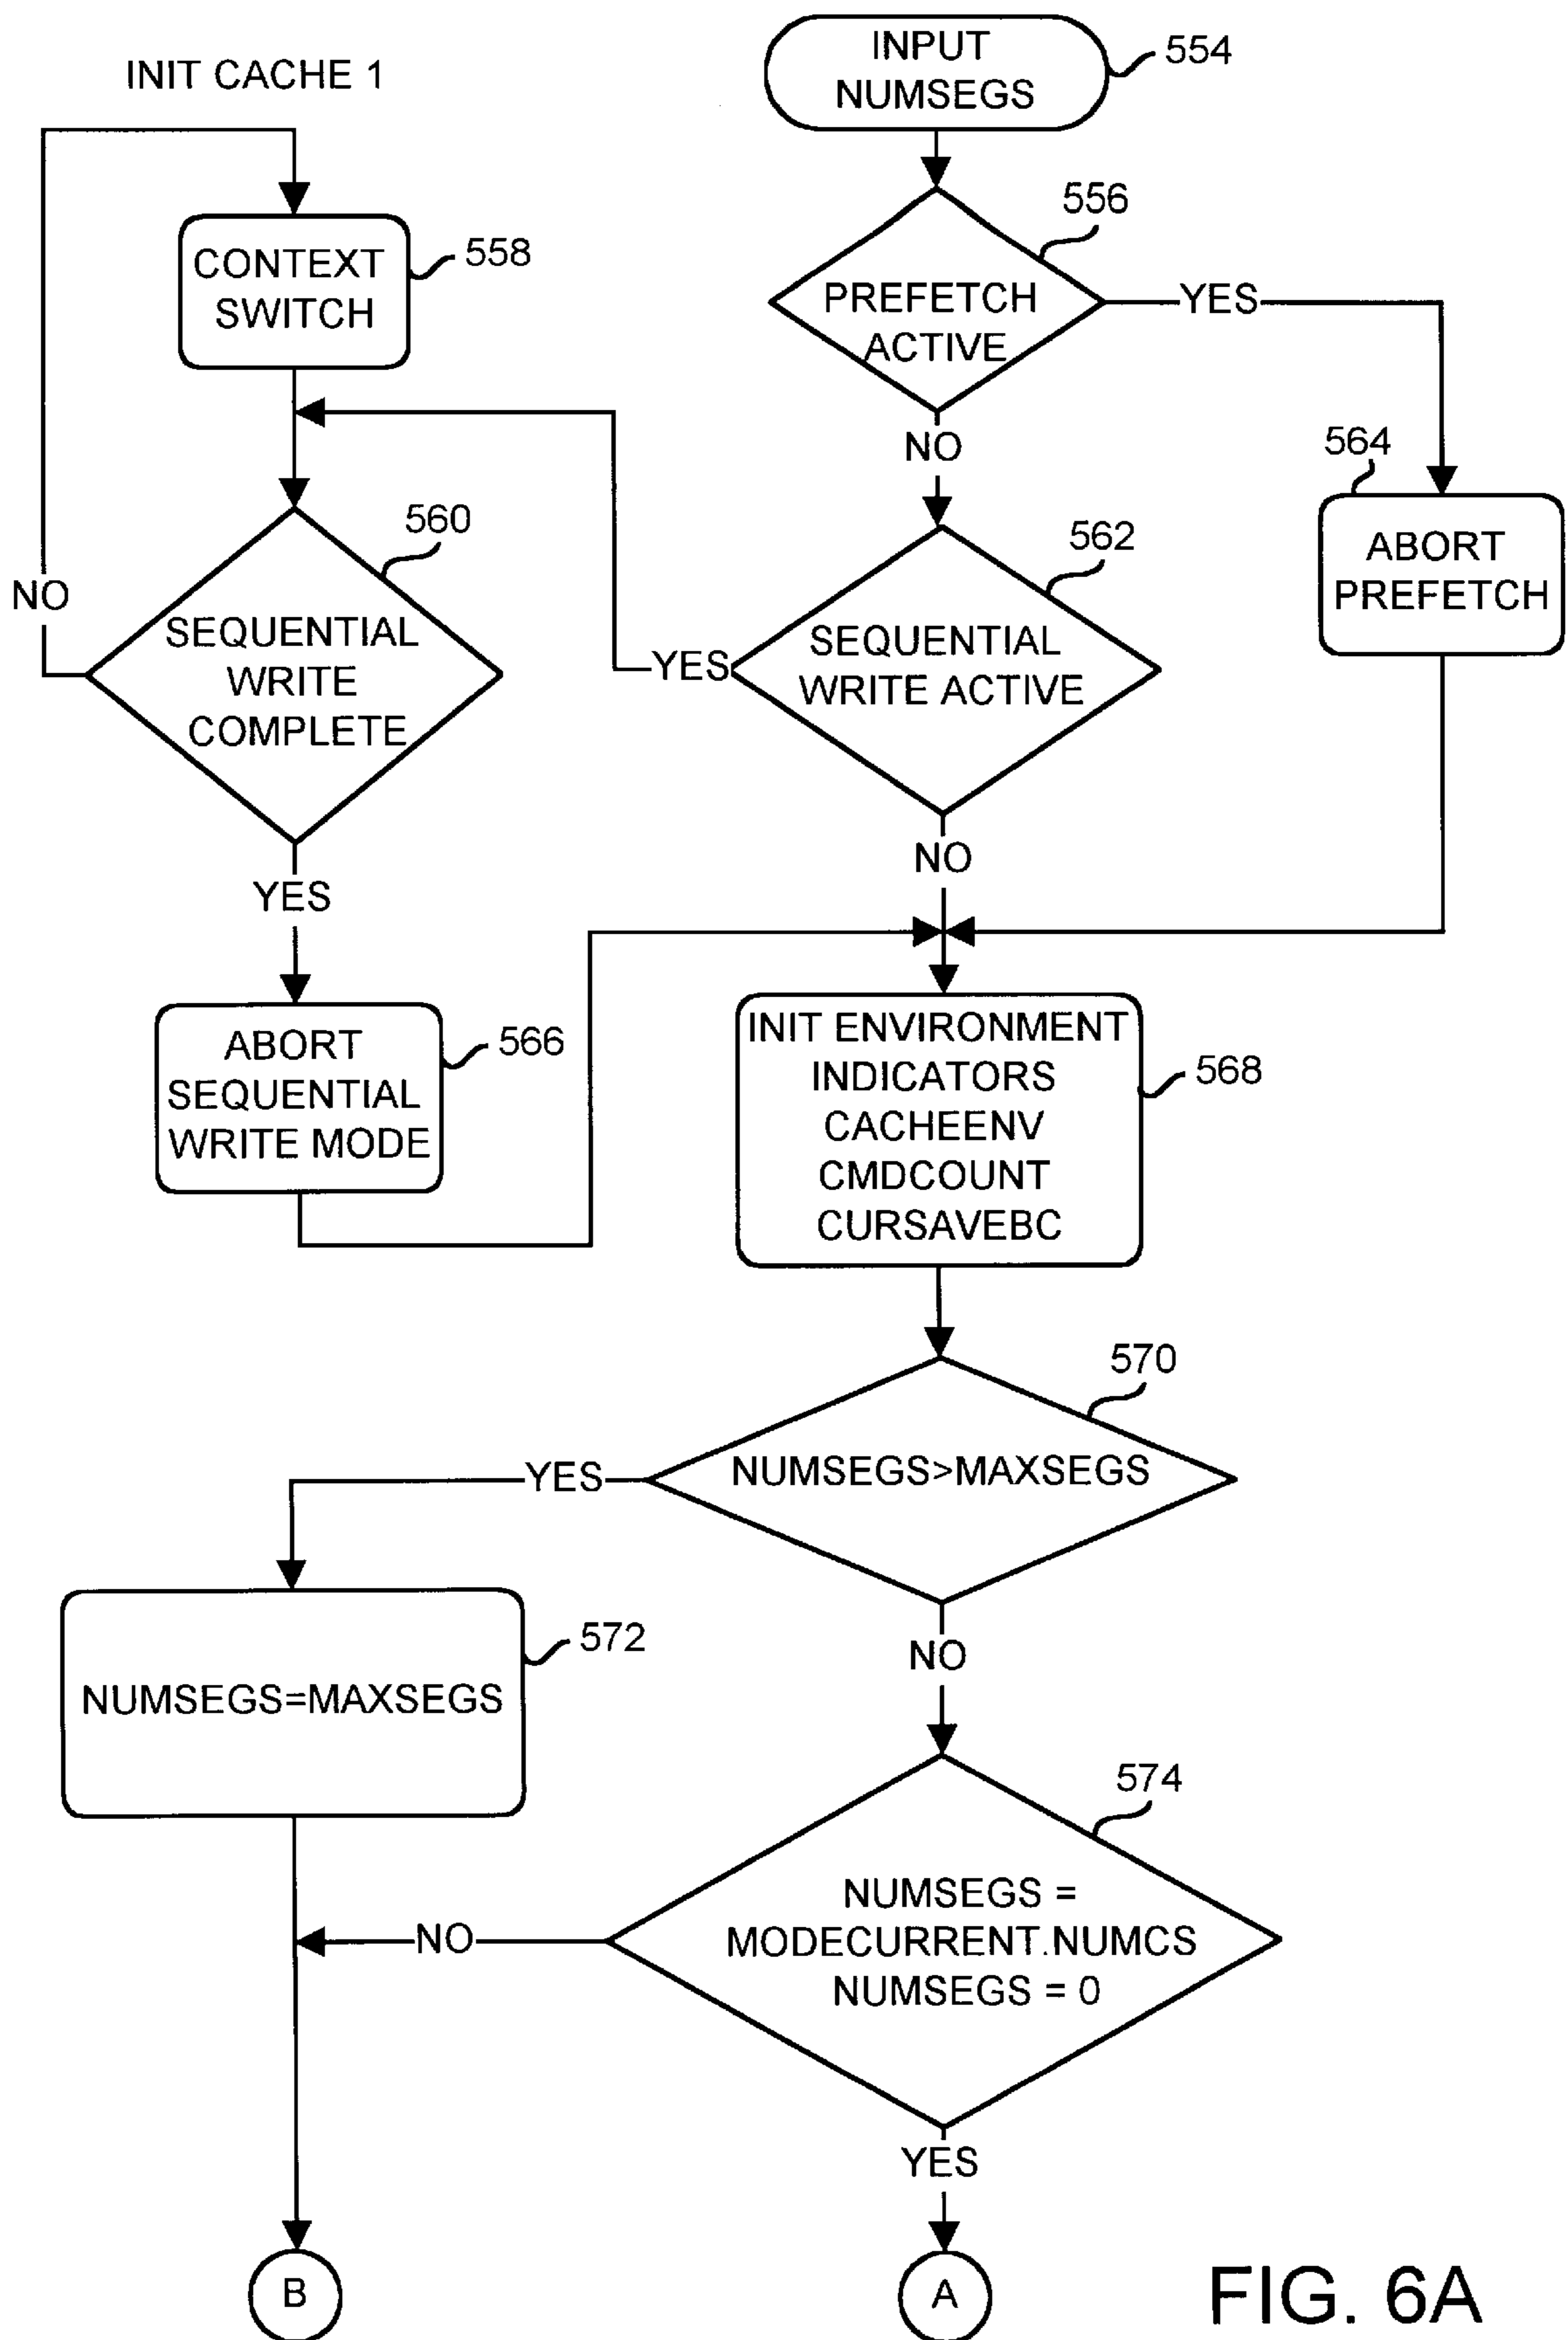 INIT CACHE 1
INPUT
NUMSEGS
554
556
PREFETCH
ACTIVE
YES
NO
CONTEXT
SWITCH
558
564
ABORT
PREFETCH
560
562
NO
SEQUENTIAL
WRITE
COMPLETE
YES
SEQUENTIAL
WRITE ACTIVE
NO
YES
ABORT
SEQUENTIAL
WRITE MODE
566
INIT ENVIRONMENT
INDICATORS
CACHEENV
CMDCOUNT
CURSAVEBC
568
570
YES
NUMSEGS>MAXSEGS
NO
572
NUMSEGS=MAXSEGS
574
NUMSEGS =
MODECURRENT.NUMCS
NUMSEGS = 0
NO
YES
B
A
FIG. 6A